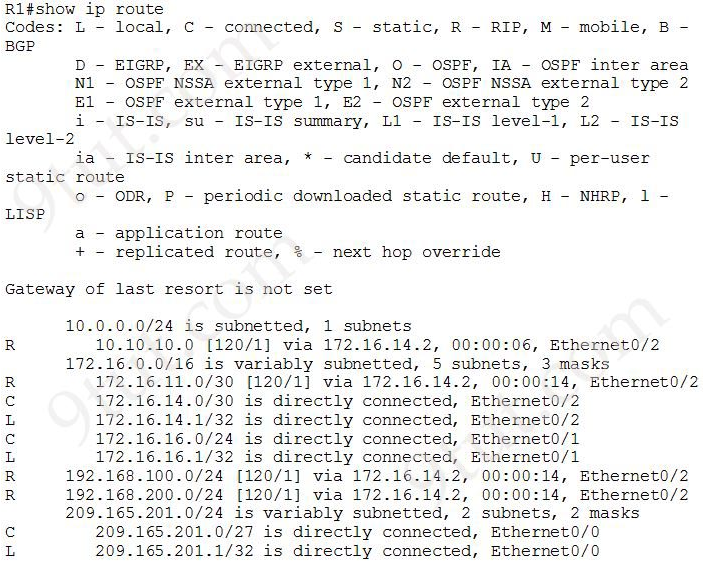 R1#show ip route
Codes: L - local, C - connected, S - static, R - RIP, M - mobile, B -
BGP
D - EIGRP, EX - EIGRP external, O - OSPF, IA - OSPF inter area
N1 - OSPF NSSA external type 1, N2 - OSPF NSSA external type 2
E1 - OSPF external type 1, E2 - OSPF external type 2
i - IS-IS, su - IS-IS summary, L1 - IS-IS level-1, L2 - IS-IS
level-2
ia - IS-IS inter area, * - candidate default, U - per-user
static route
o - ODR, P - periodic downloaded static route, H - NHRP, l -
LISP
a - application route
+ - replicated route, % - next hop override
Gateway of last resort is not set
10.0.0.0/24 is subnetted, 1 subnets
R 10.10.10.0 [120/1] via 172.16.14.2, 00:00:06, Ethernet0/2
172.16.0.0/16 is variably subnetted, 5 subnets, 3 masks
R 172.16.11.0/30 [120/1] via 172.16.14.2, 00:00:14, Ethernet0/2
C 172.16.14.0/30 is directly connected, Ethernet0/2
L 172.16.14.1/32 is directly connected, Ethernet0/2
C 172.16.16.0/24 is directly connected, Ethernet0/1
L 172.16.16.1/32 is directly connected, Ethernet0/1
R 192.168.100.0/24 [120/1] via 172.16.14.2, 00:00:14, Ethernet0/2
R 192.168.200.0/24 [120/1] via 172.16.14.2, 00:00:14, Ethernet0/2
209.165.201.0/24 is variably subnetted, 2 subnets, 2 masks
C 209.165.201.0/27 is directly connected, Ethernet0/0
L 209.165.201.1/32 is directly connected, Ethernet0/0
9tut.com
9tut.com
9tut.com